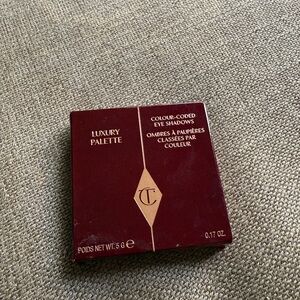 LUXURY
PALETTE
COLOUR-CODED
EYE SHADOWS
OMBRES À PAUPIÈRES
CLASSÉES PAR
COULEUR
CT
POIDS NET WT. 5 G ℮
0.17 OZ.